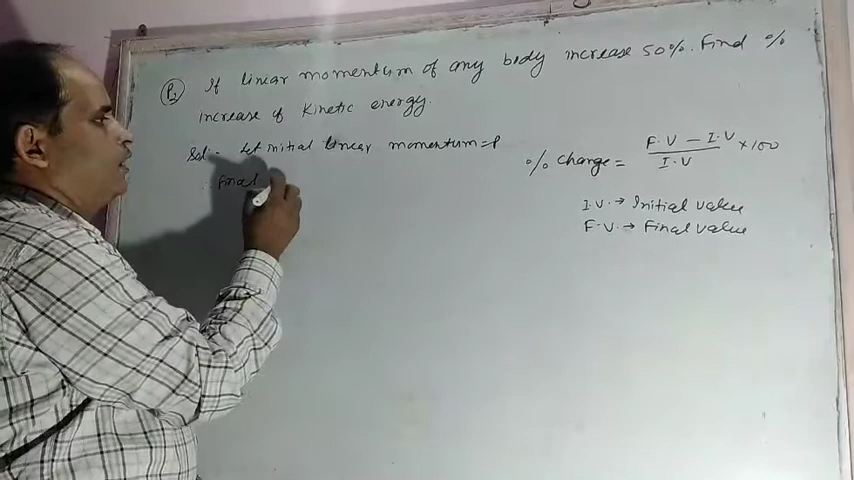 P2 If linear momentum of any body increase 50%. Find %
increase of Kinetic energy.
Sol:- Let initial linear momentum = P
∴ final
% change = (F.V - I.V / I.V) × 100
I.V. → Initial value
F.V. → Final value